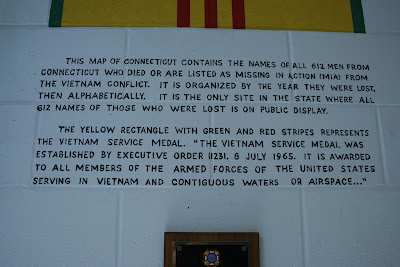 THIS MAP OF CONNECTICUT CONTAINS THE NAMES OF ALL 612 MEN FROM
CONNECTICUT WHO DIED OR ARE LISTED AS MISSING IN ACTION (MIA) FROM
THE VIETNAM CONFLICT. IT IS ORGANIZED BY THE YEAR THEY WERE LOST,
THEN ALPHABETICALLY. IT IS THE ONLY SITE IN THE STATE WHERE ALL
612 NAMES OF THOSE WHO WERE LOST IS ON PUBLIC DISPLAY.
THE YELLOW RECTANGLE WITH GREEN AND RED STRIPES REPRESENTS
THE VIETNAM SERVICE MEDAL. "THE VIETNAM SERVICE MEDAL WAS
ESTABLISHED BY EXECUTIVE ORDER 11231, 8 JULY 1965. IT IS AWARDED
TO ALL MEMBERS OF THE ARMED FORCES OF THE UNITED STATES
SERVING IN VIETNAM AND CONTIGUOUS WATERS OR AIRSPACE..."